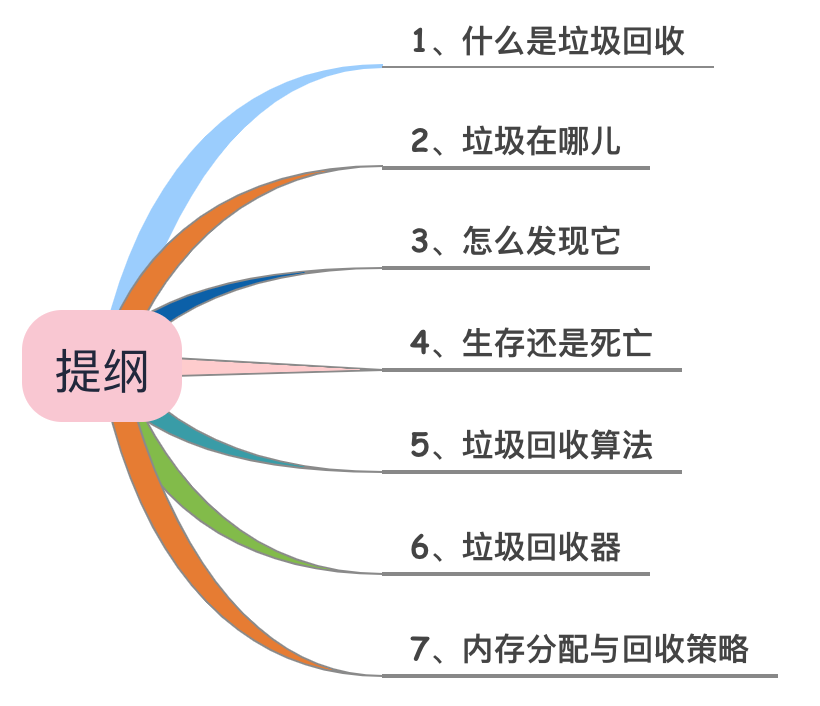 1、什么是垃圾回收
2、垃圾在哪儿
3、怎么发现它
提纲
4、生存还是死亡
5、垃圾回收算法
6、垃圾回收器
7、内存分配与回收策略